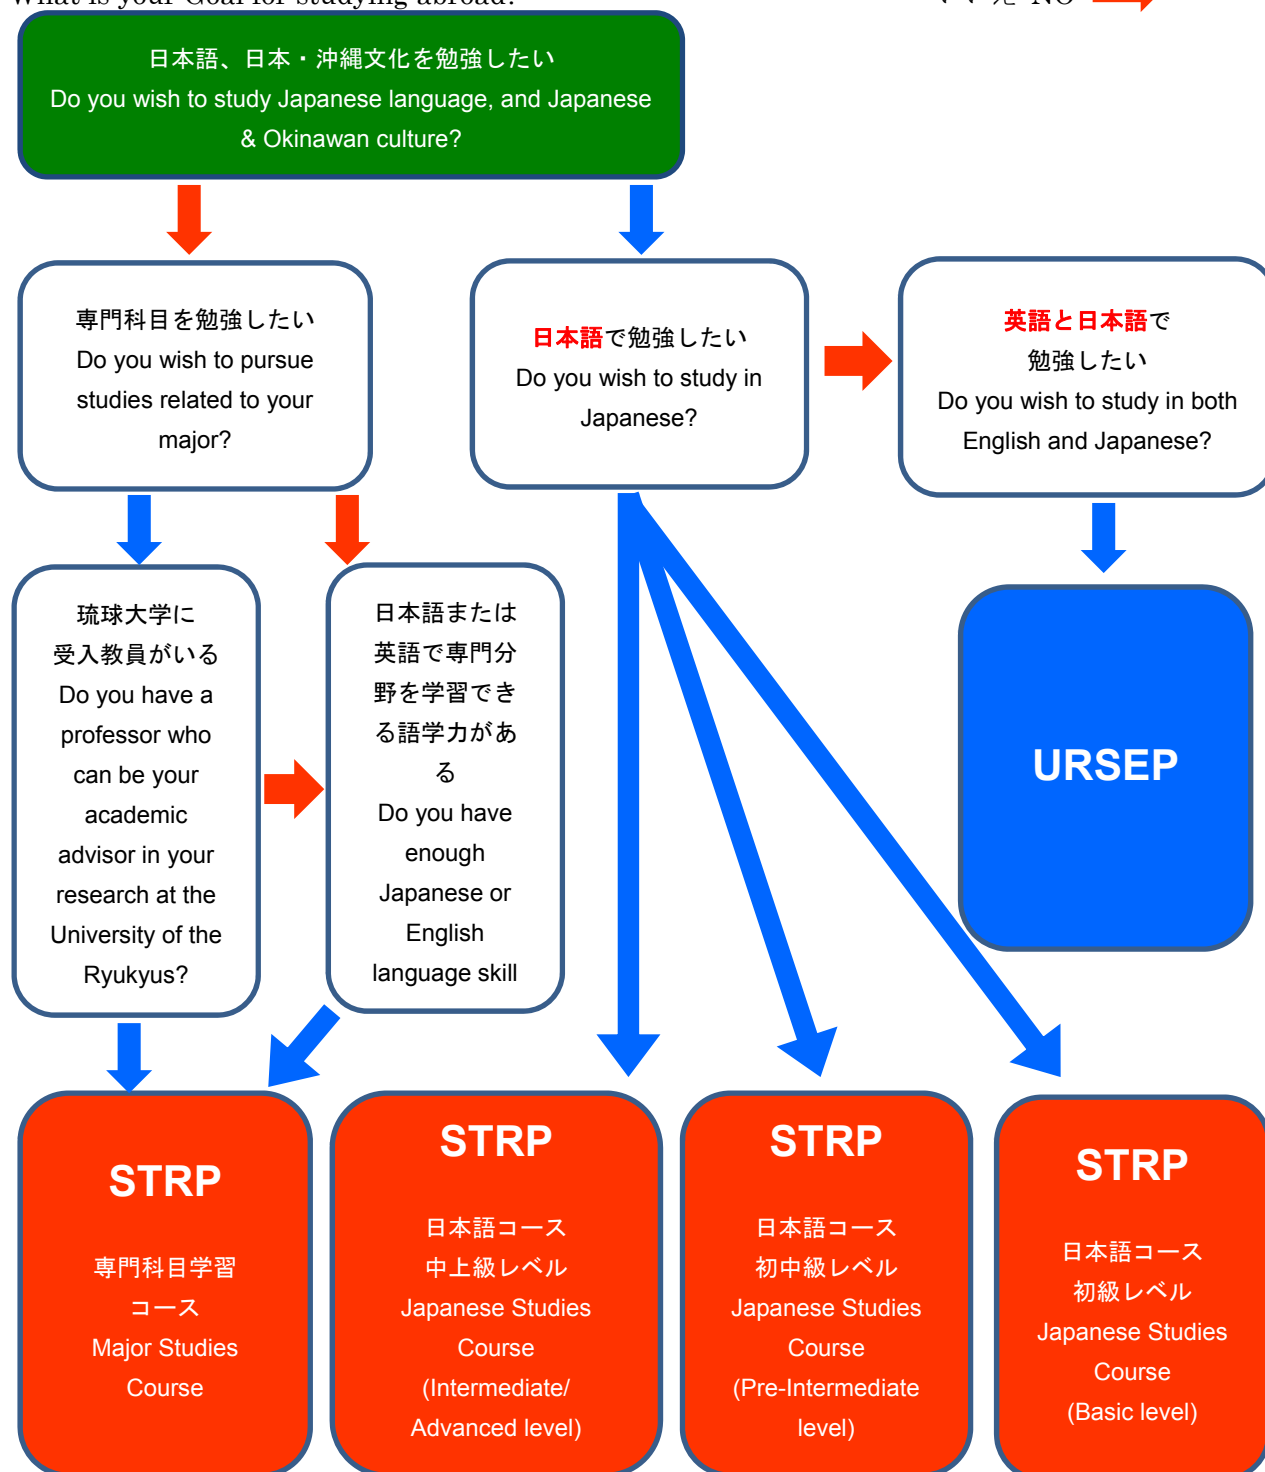 What is your Goal for studying abroad?
いいえ NO
日本語、日本・沖縄文化を勉強したい
Do you wish to study Japanese language, and Japanese
& Okinawan culture?
専門科目を勉強したい
Do you wish to pursue
studies related to your
major?
日本語で勉強したい
Do you wish to study in
Japanese?
英語と日本語で
勉強したい
Do you wish to study in both
English and Japanese?
琉球大学に
受入教員がいる
Do you have a
professor who
can be your
academic
advisor in your
research at the
University of the
Ryukyus?
日本語または
英語で専門分
野を学習でき
る語学力があ
る
Do you have
enough
Japanese or
English
language skill
URSEP
STRP
専門科目学習
コース
Major Studies
Course
STRP
日本語コース
中上級レベル
Japanese Studies
Course
(Intermediate/
Advanced level)
STRP
日本語コース
初中級レベル
Japanese Studies
Course
(Pre-Intermediate
level)
STRP
日本語コース
初級レベル
Japanese Studies
Course
(Basic level)